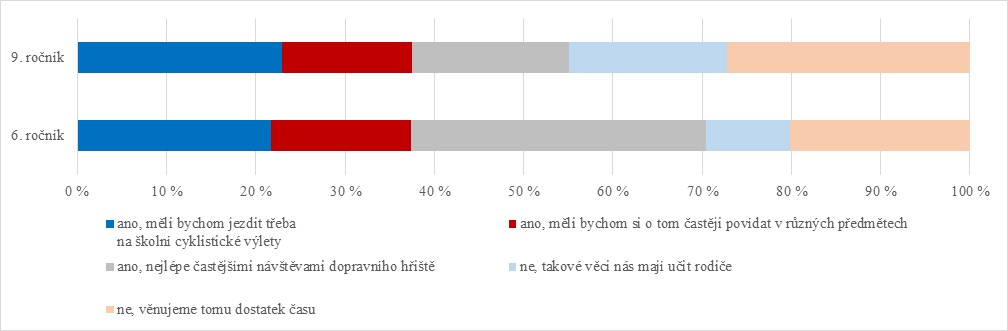 9. ročník
6. ročník
0 % 10 % 20 % 30 % 40 % 50 % 60 % 70 % 80 % 90 % 100 %
ano, měli bychom jezdit třeba
na školní cyklistické výlety
ano, měli bychom si o tom častěji povídat v různých předmětech
ano, nejlépe častějšími návštěvami dopravního hřiště
ne, takové věci nás mají učit rodiče
ne, věnujeme tomu dostatek času